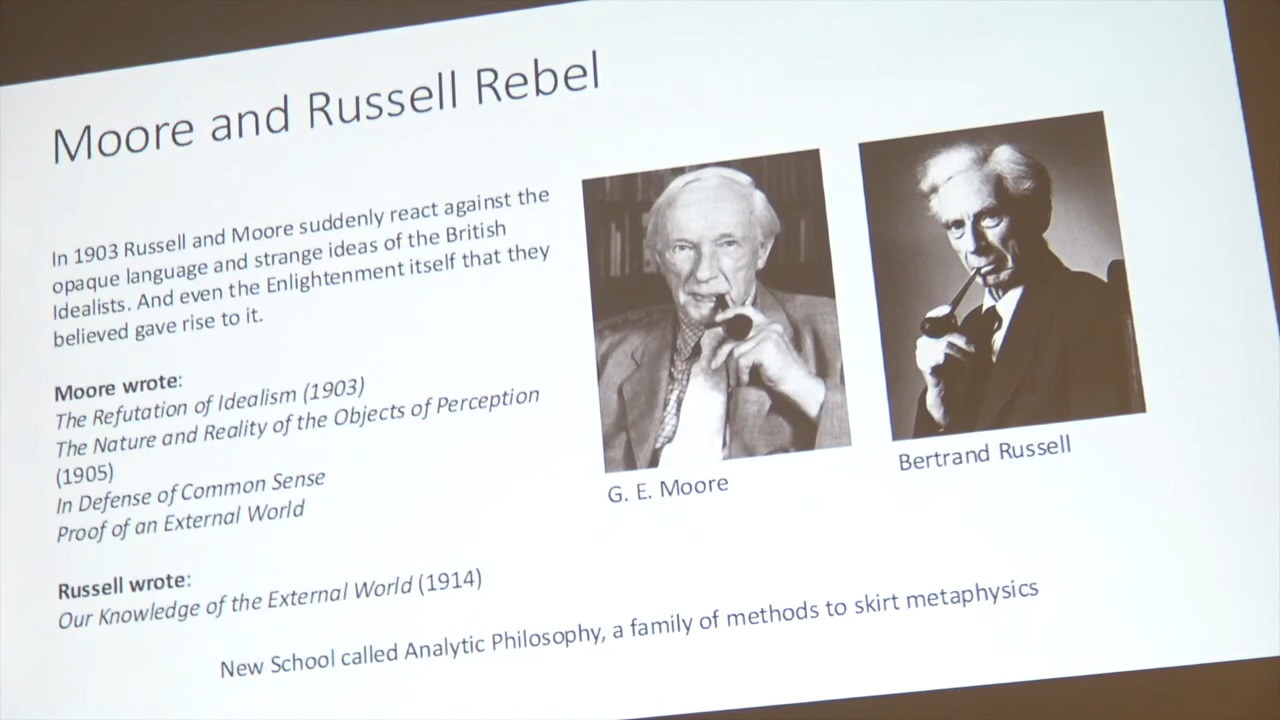 Moore and Russell Rebel
In 1903 Russell and Moore suddenly react against the
opaque language and strange ideas of the British
Idealists. And even the Enlightenment itself that they
believed gave rise to it.
Moore wrote:
The Refutation of Idealism (1903)
The Nature and Reality of the Objects of Perception
(1905)
In Defense of Common Sense
Proof of an External World
Russell wrote:
Our Knowledge of the External World (1914)
G. E. Moore
Bertrand Russell
New School called Analytic Philosophy, a family of methods to skirt metaphysics